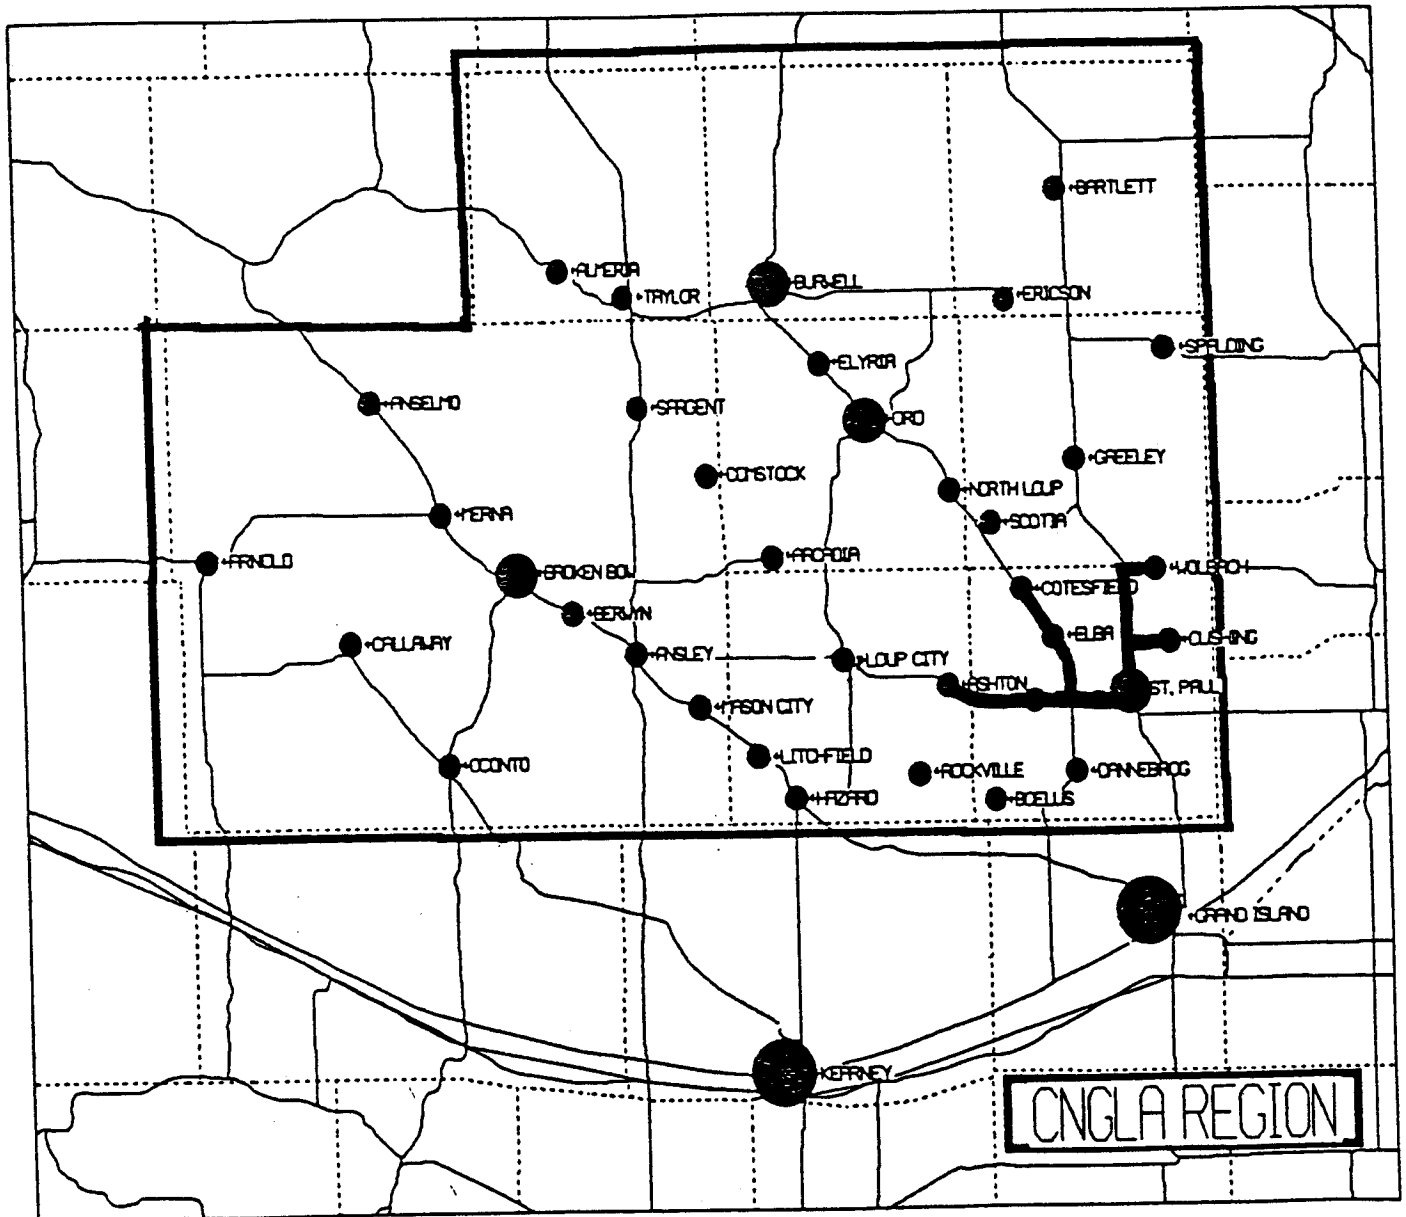 BARTLETT
ALMERIA
TAYLOR
BURWELL
ERICSON
SPALDING
ELYRIA
ANSELMO
SARGENT
ORD
GREELEY
COMSTOCK
NORTH LOUP
MERNA
SCOTIA
ARNOLD
BROKEN BOW
ARCADIA
WOLBACH
COTESFIELD
BERWYN
ELBA
CUSHING
CALLAWAY
ANSLEY
LOUP CITY
ASHTON
ST. PAUL
MASON CITY
OCONTO
LITCHFIELD
ROCKVILLE
DANNEBROG
HAZARD
BOELUS
GRAND ISLAND
KEARNEY
CNGLA REGION